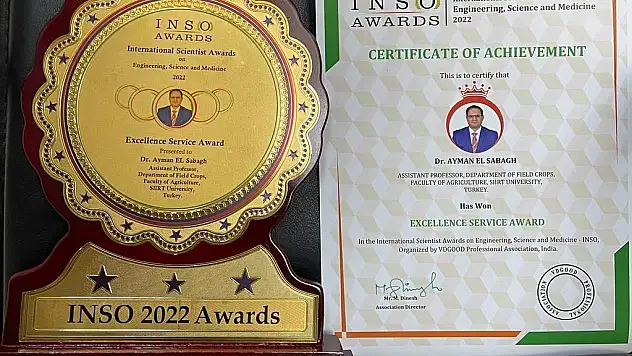 INSO
AWARDS
International Scientist Awards
on
Engineering, Science and Medicine
2022
Excellence Service Award
Presented to
Dr. Ayman EL Sabagh
Assistant Professor,
Department of Field Crops,
Faculty of Agriculture,
SIIRT University,
Turkey.
INSO 2022 Awards
INSO
AWARDS
Engineering, Science and Medicine
2022
CERTIFICATE OF ACHIEVEMENT
This is to certify that
Dr. AYMAN EL SABAGH
ASSISTANT PROFESSOR, DEPARTMENT OF FIELD CROPS,
FACULTY OF AGRICULTURE, SIIRT UNIVERSITY,
TURKEY.
Has Won
EXCELLENCE SERVICE AWARD
In the International Scientist Awards on Engineering, Science and Medicine - INSO,
Organized by VDGOOD Professional Association, India.
Mr. M. Dinesh
Association Director
VDGOOD PROFESSIONAL ASSOCIATION